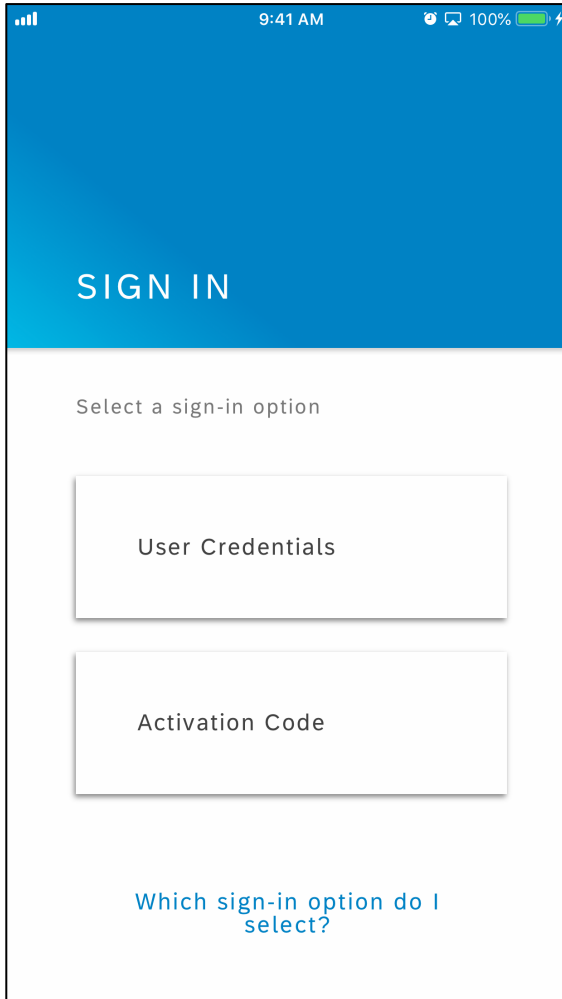 9:41 AM 100%
SIGN IN
Select a sign-in option
User Credentials
Activation Code
Which sign-in option do I
select?